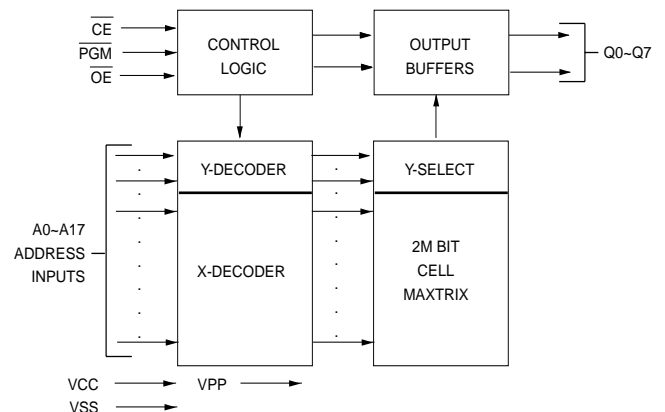 CE
PGM
OE
CONTROL
LOGIC
OUTPUT
BUFFERS
Q0~Q7
Y-DECODER
Y-SELECT
A0~A17
ADDRESS
INPUTS
X-DECODER
2M BIT
CELL
MAXTRIX
VCC
VPP
VSS